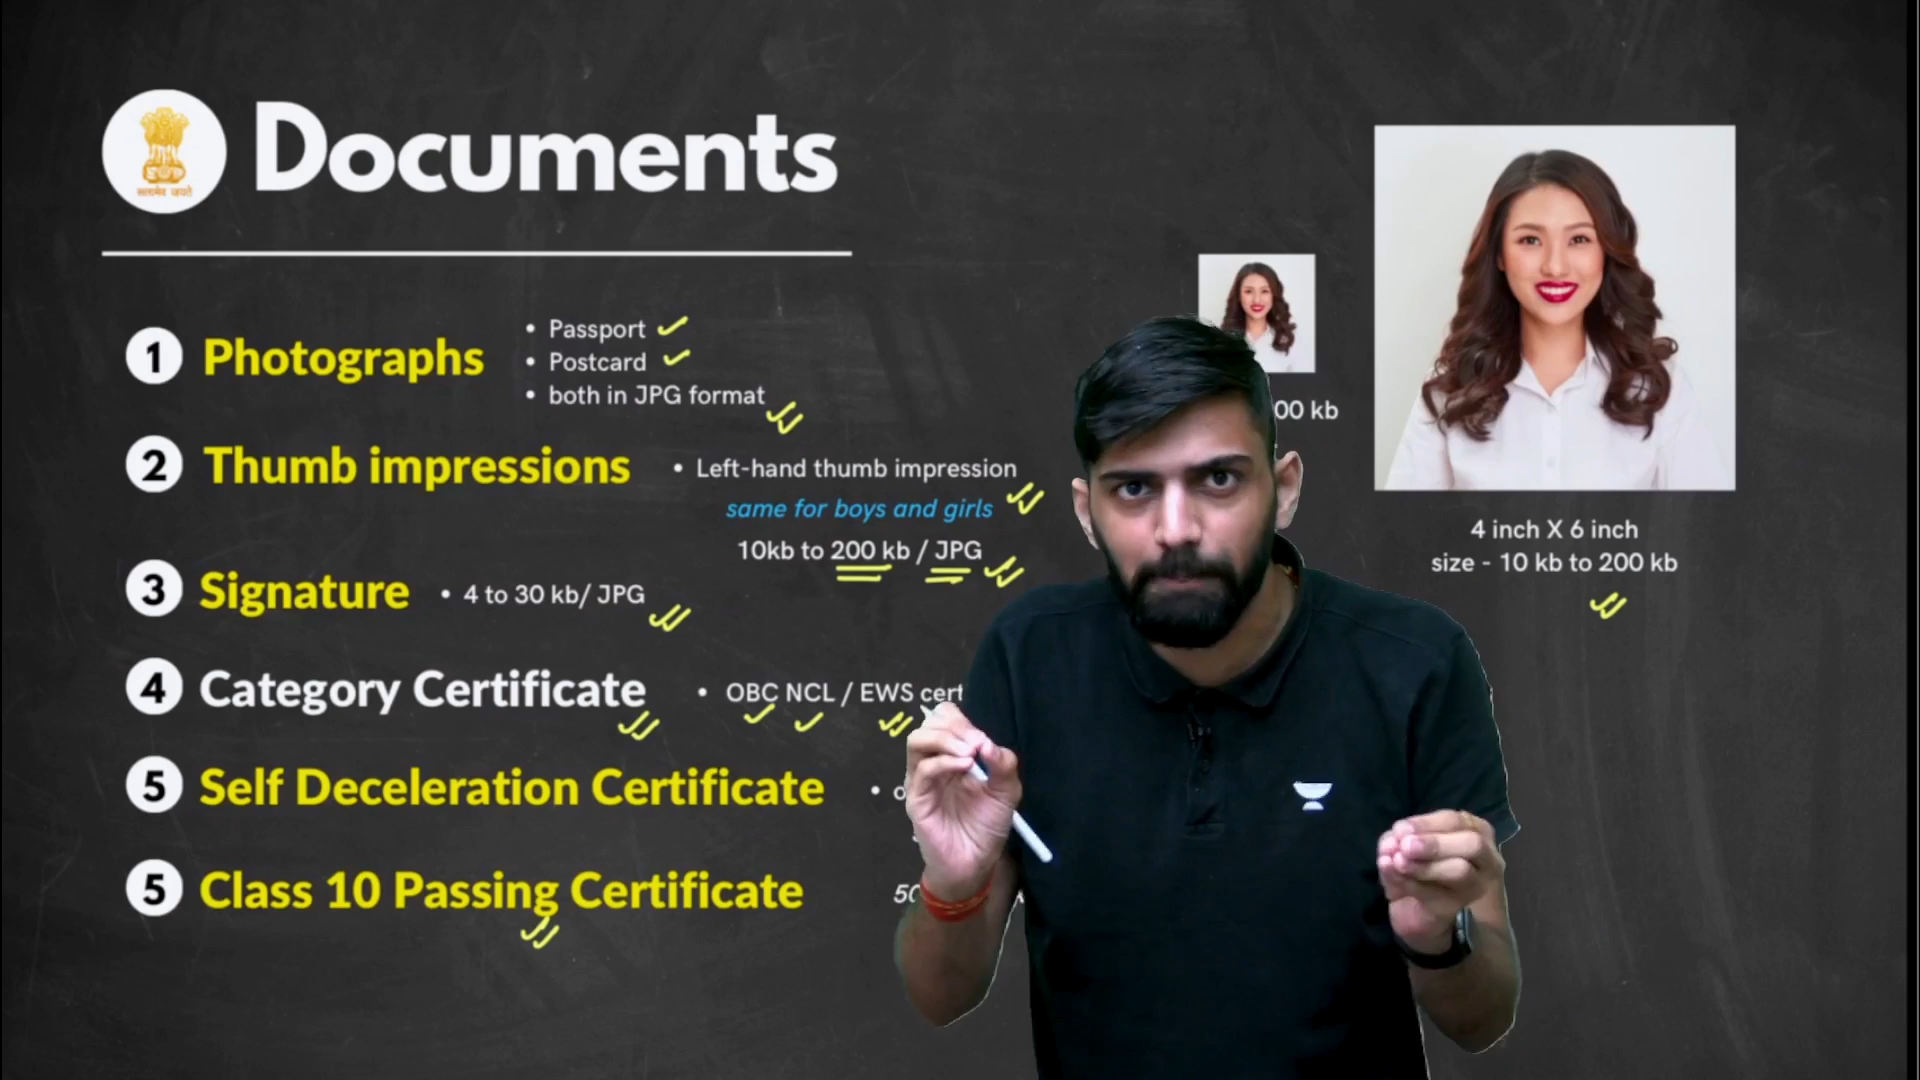 सत्यमेव जयते
Documents
1 Photographs
• Passport
• Postcard
• both in JPG format
00 kb
2 Thumb impressions
• Left-hand thumb impression
same for boys and girls
10kb to 200 kb / JPG
4 inch X 6 inch
size - 10 kb to 200 kb
3 Signature • 4 to 30 kb/ JPG
4 Category Certificate • OBC NCL / EWS cert
5 Self Deceleration Certificate
5 Class 10 Passing Certificate